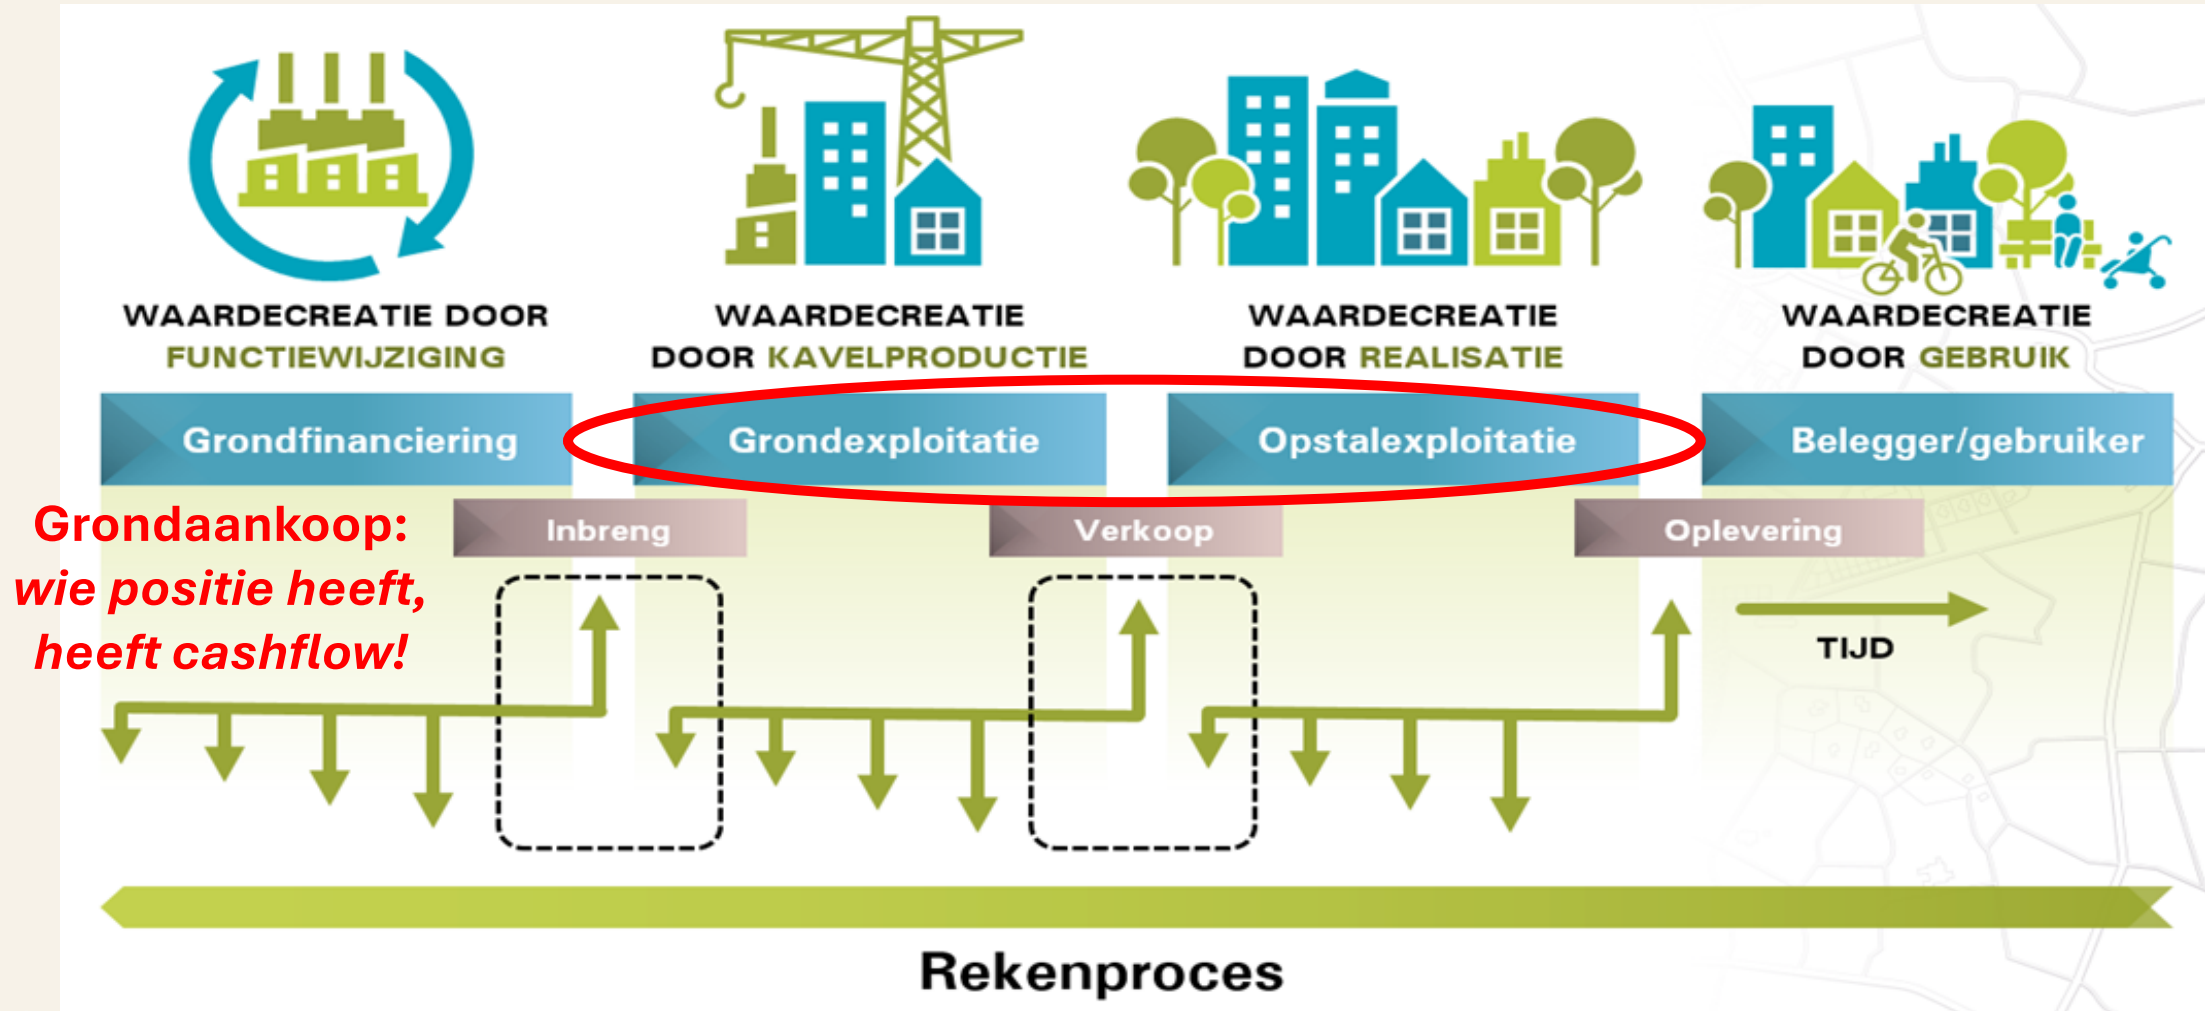 WAARDECREATIE DOOR
FUNCTIEWIJZIGING
WAARDECREATIE
DOOR KAVELPRODUCTIE
WAARDECREATIE
DOOR REALISATIE
WAARDECREATIE
DOOR GEBRUIK
Grondfinanciering
Grondexploitatie
Opstalexploitatie
Belegger/gebruiker
Grondaankoop:
wie positie heeft,
heeft cashflow!
Inbreng
Verkoop
Oplevering
TIJD
Rekenproces